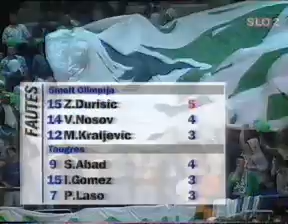 SLO 2
FAUTES
Smelt Olimpija
15 Z.Durisic 5
14 V.Nosov 4
12 M.Kraljevic 3
Taugres
9 S.Abad 4
15 I.Gomez 3
7 P.Laso 3